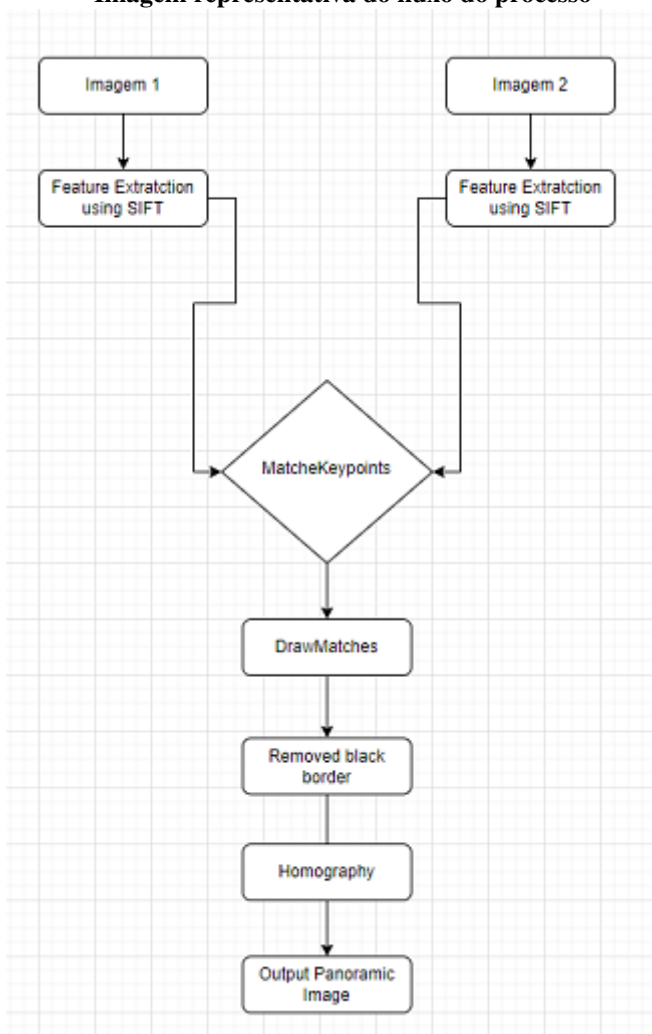 Imagem representativa do fluxo do processo
Imagem 1
Imagem 2
Feature Extratction
using SIFT
Feature Extratction
using SIFT
MatcheKeypoints
DrawMatches
Removed black
border
Homography
Output Panoramic
Image